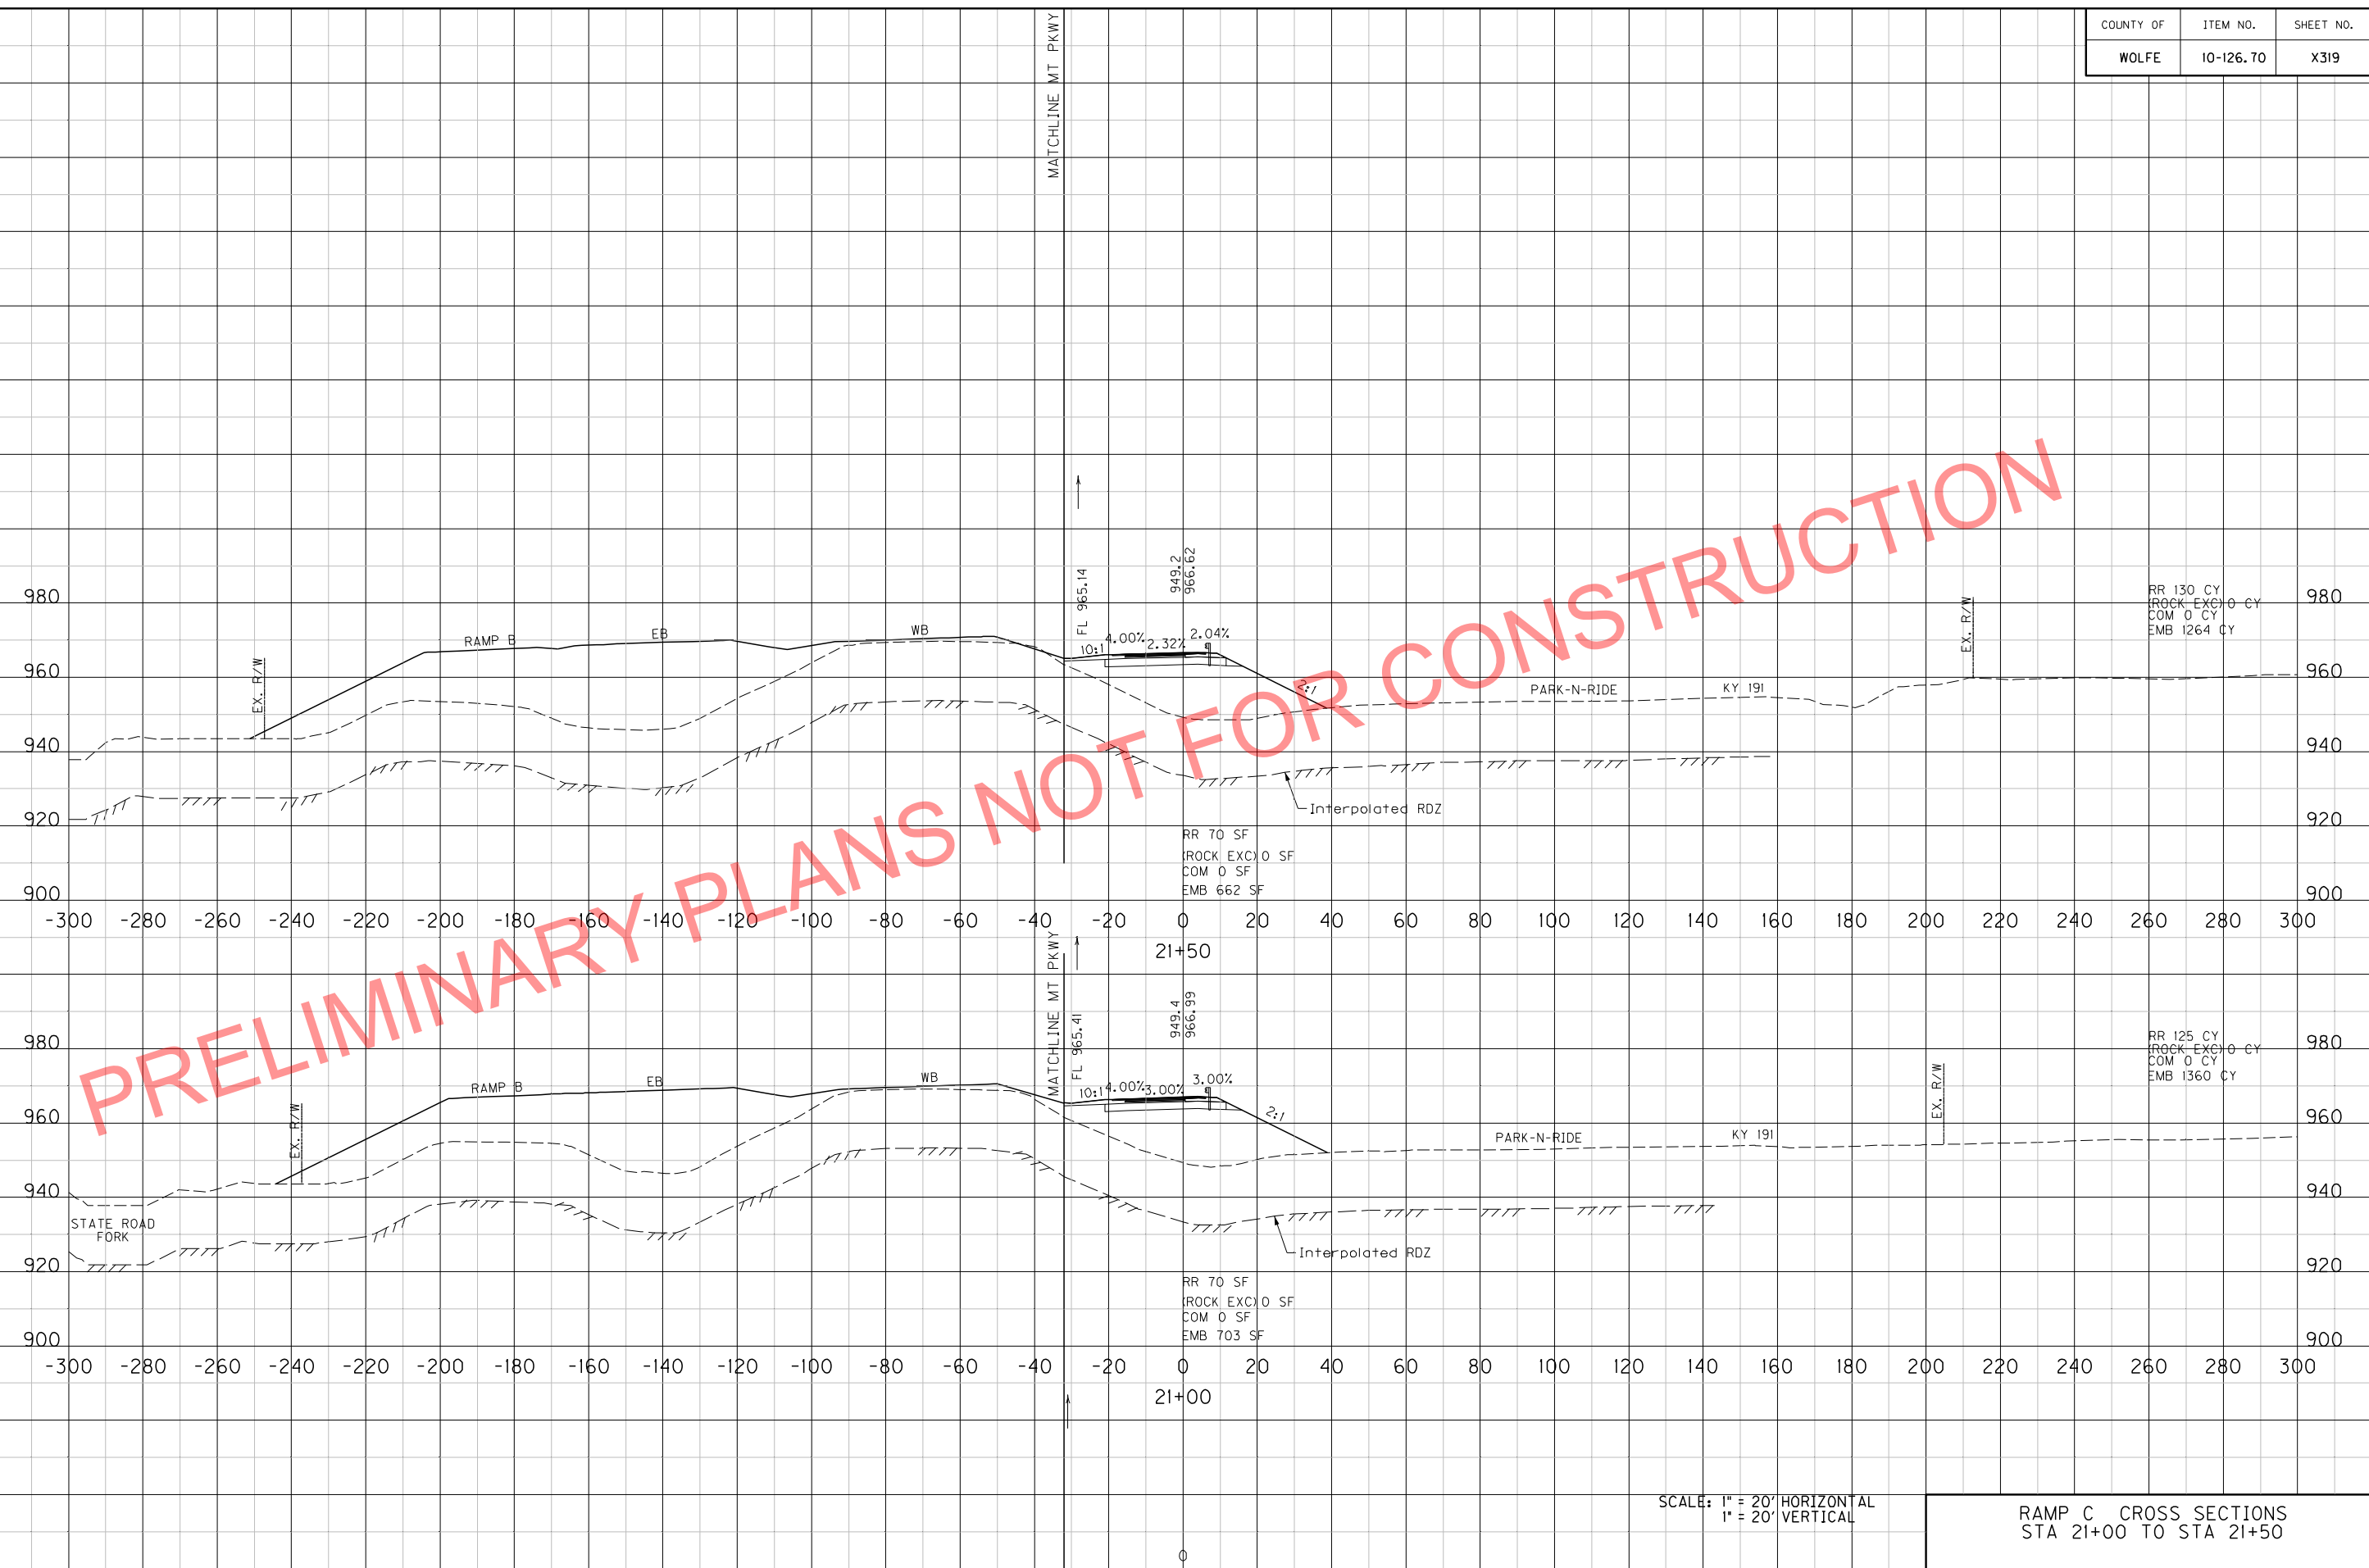 COUNTY OF ITEM NO. SHEET NO.
WOLFE 10-126.70 X319
MATCHLINE MT PKWY
FL 965.14
949.2
966.62
980 980
960 960
940 940
920 920
900 900
EX. R/W
RAMP B
EB
WB
10:1
4.00%
2.32%
2.04%
2:1
PARK-N-RIDE
KY 191
EX. R/W
RR 130 CY
(ROCK EXC) 0 CY
COM 0 CY
EMB 1264 CY
Interpolated RDZ
RR 70 SF
(ROCK EXC) 0 SF
COM 0 SF
EMB 662 SF
-300 -280 -260 -240 -220 -200 -180 -160 -140 -120 -100 -80 -60 -40 -20 0 20 40 60 80 100 120 140 160 180 200 220 240 260 280 300
21+50
PRELIMINARY PLANS NOT FOR CONSTRUCTION
MATCHLINE MT PKWY
FL 965.41
949.4
966.99
980 980
960 960
940 940
920 920
900 900
EX. R/W
RAMP B
EB
WB
10:1
4.00%
3.00%
3.00%
2:1
PARK-N-RIDE
KY 191
EX. R/W
RR 125 CY
(ROCK EXC) 0 CY
COM 0 CY
EMB 1360 CY
STATE ROAD
FORK
Interpolated RDZ
RR 70 SF
(ROCK EXC) 0 SF
COM 0 SF
EMB 703 SF
-300 -280 -260 -240 -220 -200 -180 -160 -140 -120 -100 -80 -60 -40 -20 0 20 40 60 80 100 120 140 160 180 200 220 240 260 280 300
21+00
SCALE: 1" = 20' HORIZONTAL
1" = 20' VERTICAL
RAMP C CROSS SECTIONS
STA 21+00 TO STA 21+50
0